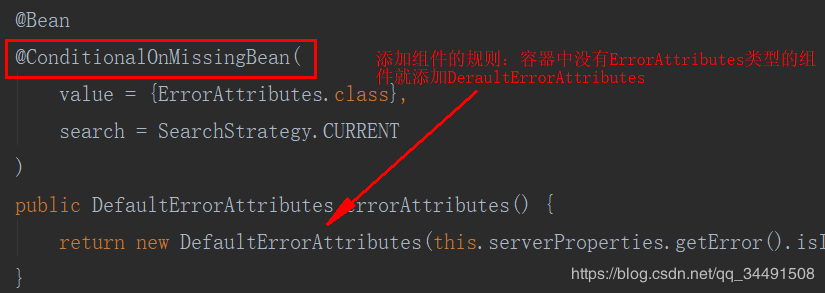 @Bean
@ConditionalOnMissingBean(
添加组件的规则：容器中没有ErrorAttributes类型的组
件就添加DeraultErrorAttributes
value = {ErrorAttributes.class},
search = SearchStrategy.CURRENT
)
public DefaultErrorAttributes errorAttributes() {
return new DefaultErrorAttributes(this.serverProperties.getError().isI
}
https://blog.csdn.net/qq_34491508